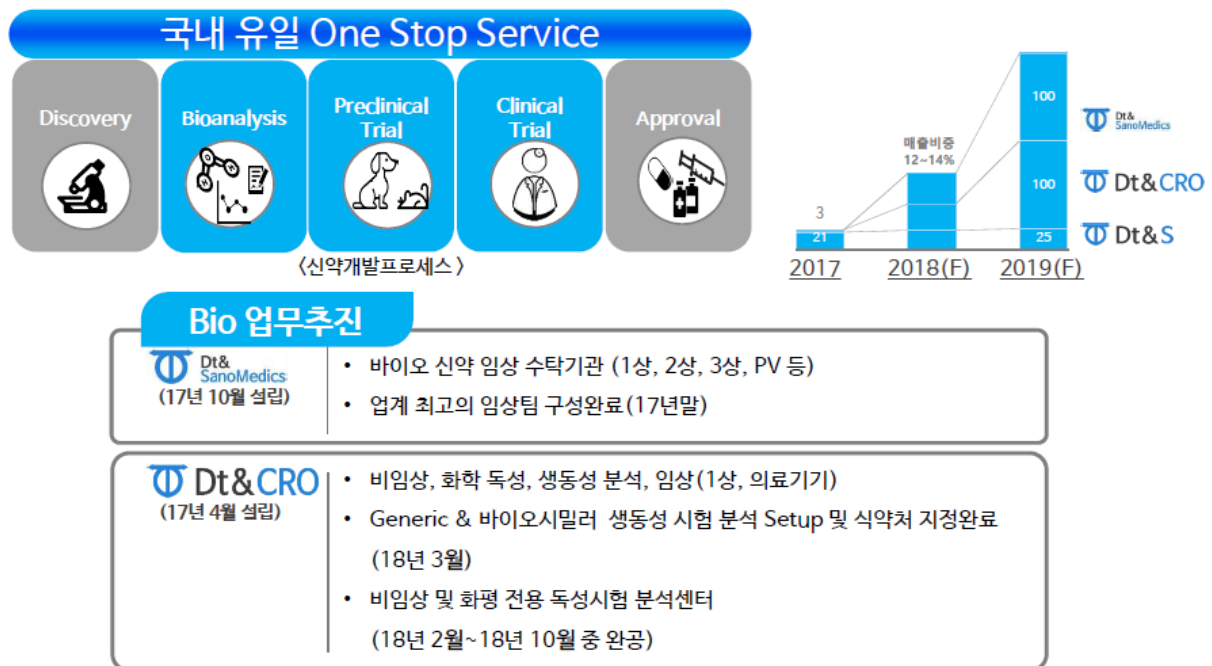 국내 유일 One Stop Service
Discovery
Bioanalysis
Preclinical
Trial
Clinical
Trial
Approval
<신약개발프로세스>
3
21
2017
매출비중
12~14%
2018(F)
100
100
25
2019(F)
Dt&
SanoMedics
Dt&CRO
Dt&S
Bio 업무추진
Dt&
SanoMedics
(17년 10월 설립)
• 바이오 신약 임상 수탁기관 (1상, 2상, 3상, PV 등)
• 업계 최고의 임상팀 구성완료(17년말)
Dt&CRO
(17년 4월 설립)
• 비임상, 화학 독성, 생동성 분석, 임상(1상, 의료기기)
• Generic & 바이오시밀러 생동성 시험 분석 Setup 및 식약처 지정완료
(18년 3월)
• 비임상 및 화평 전용 독성시험 분석센터
(18년 2월~18년 10월 중 완공)